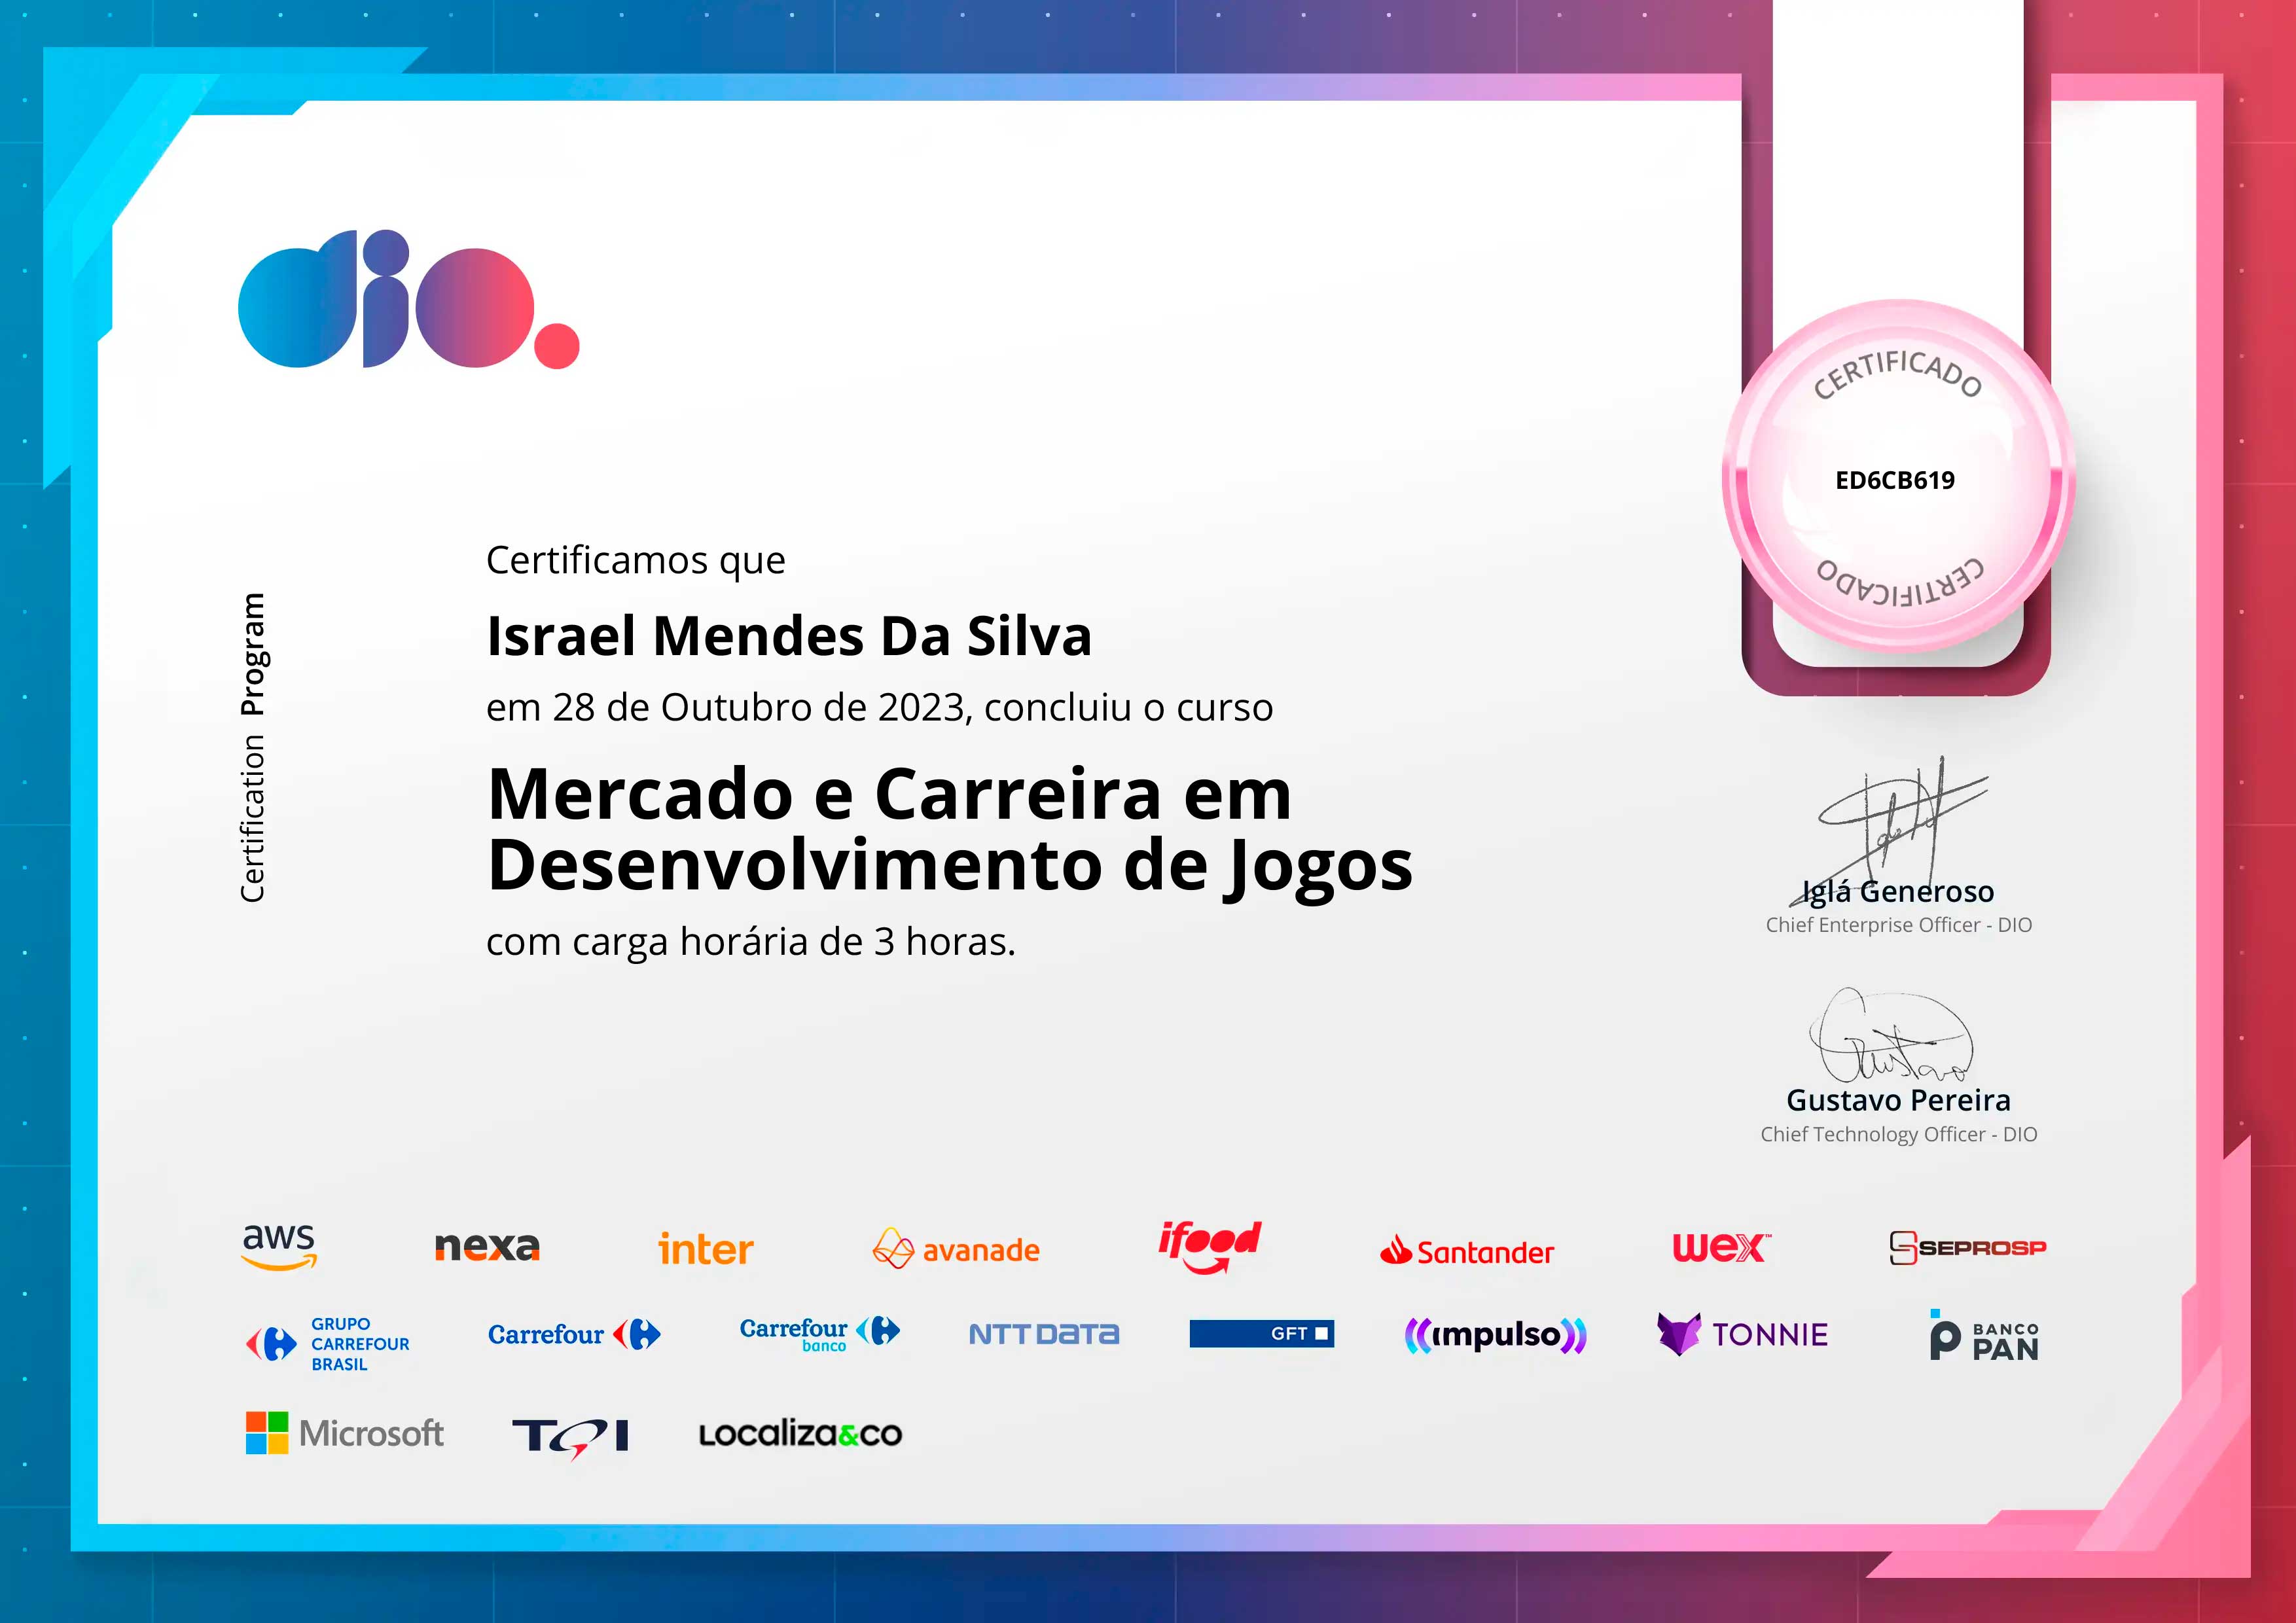 dio.
CERTIFICADO
ED6CB619
CERTIFICADO
Certification Program
Certificamos que
Israel Mendes Da Silva
em 28 de Outubro de 2023, concluiu o curso
Mercado e Carreira em
Desenvolvimento de Jogos
com carga horária de 3 horas.
Iglá Generoso
Chief Enterprise Officer - DIO
Gustavo
Gustavo Pereira
Chief Technology Officer - DIO
aws nexa inter avanade ifood Santander wex™ SEPROSP
GRUPO
CARREFOUR
BRASIL
Carrefour
Carrefour
banco
NTT DATA GFT impulso TONNIE
BANCO
PAN
Microsoft TQI Localiza&co